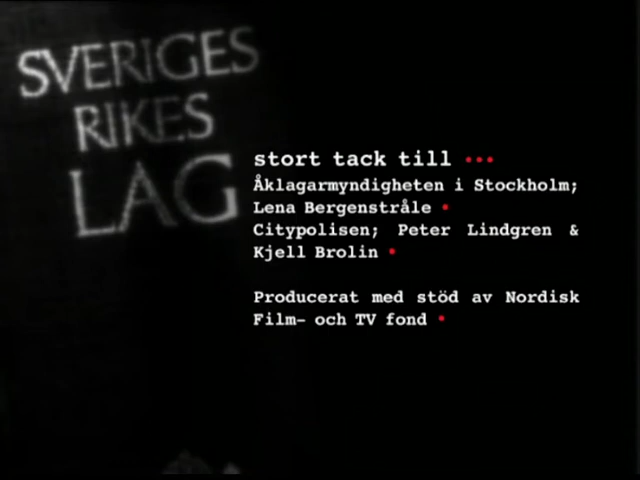 SVERIGES
RIKES
LAG
stort tack till •••
Åklagarmyndigheten i Stockholm;
Lena Bergenstråle •
Citypolisen; Peter Lindgren &
Kjell Brolin •
Producerat med stöd av Nordisk
Film- och TV fond •